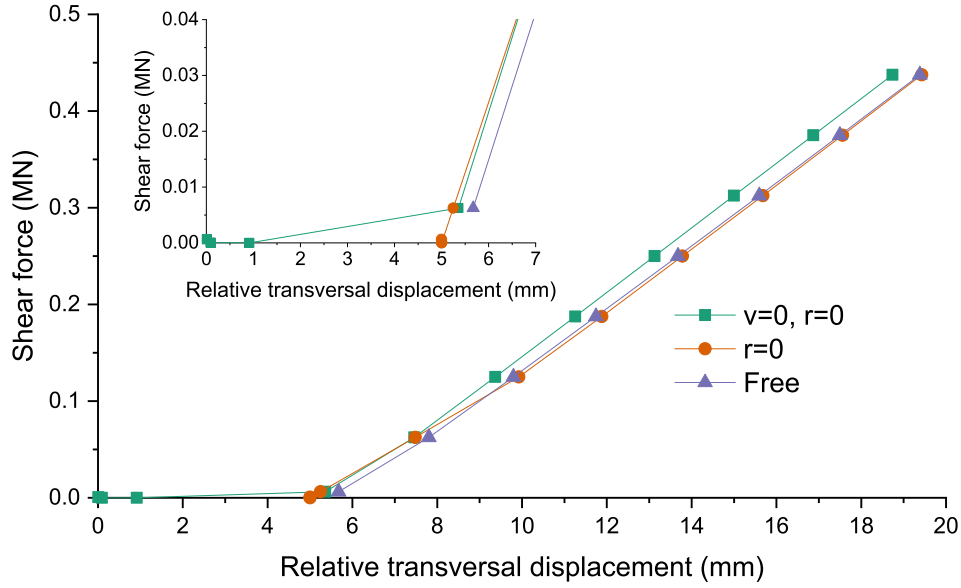 0.5
0.4
0.3
0.2
0.1
0.0
Shear force (MN)
0 2 4 6 8 10 12 14 16 18 20
Relative transversal displacement (mm)
0.04
0.03
0.02
0.01
0.00
Shear force (MN)
0 1 2 3 4 5 6 7
Relative transversal displacement (mm)
v=0, r=0
r=0
Free